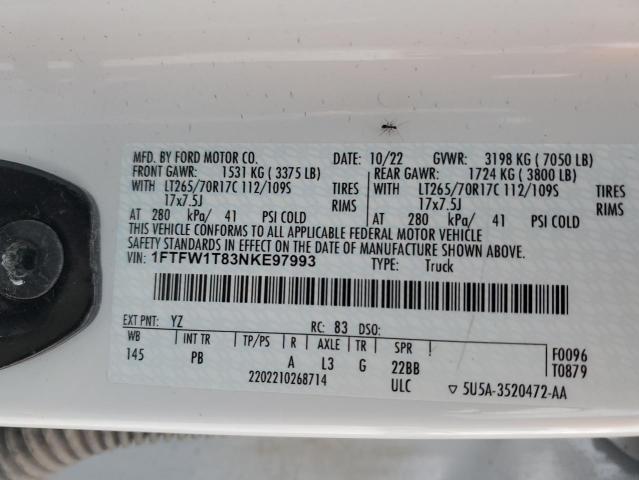 MFD. BY FORD MOTOR CO. DATE: 10/22 GVWR: 3198 KG ( 7050 LB)
FRONT GAWR: 1531 KG ( 3375 LB) REAR GAWR: 1724 KG ( 3800 LB)
WITH LT265/70R17C 112/109S TIRES WITH LT265/70R17C 112/109S TIRES
17x7.5J RIMS 17x7.5J RIMS
AT 280 kPa/ 41 PSI COLD AT 280 kPa/ 41 PSI COLD
THIS VEHICLE CONFORMS TO ALL APPLICABLE FEDERAL MOTOR VEHICLE
SAFETY STANDARDS IN EFFECT ON THE DATE OF MANUFACTURE SHOWN ABOVE.
VIN: 1FTFW1T83NKE97993 TYPE: Truck
EXT PNT: YZ RC: 83 DSO:
WB INT TR TP/PS R AXLE TR SPR F0096
145 PB A L3 G 22BB T0879
2202210268714 ULC ▽ 5U5A-3520472-AA